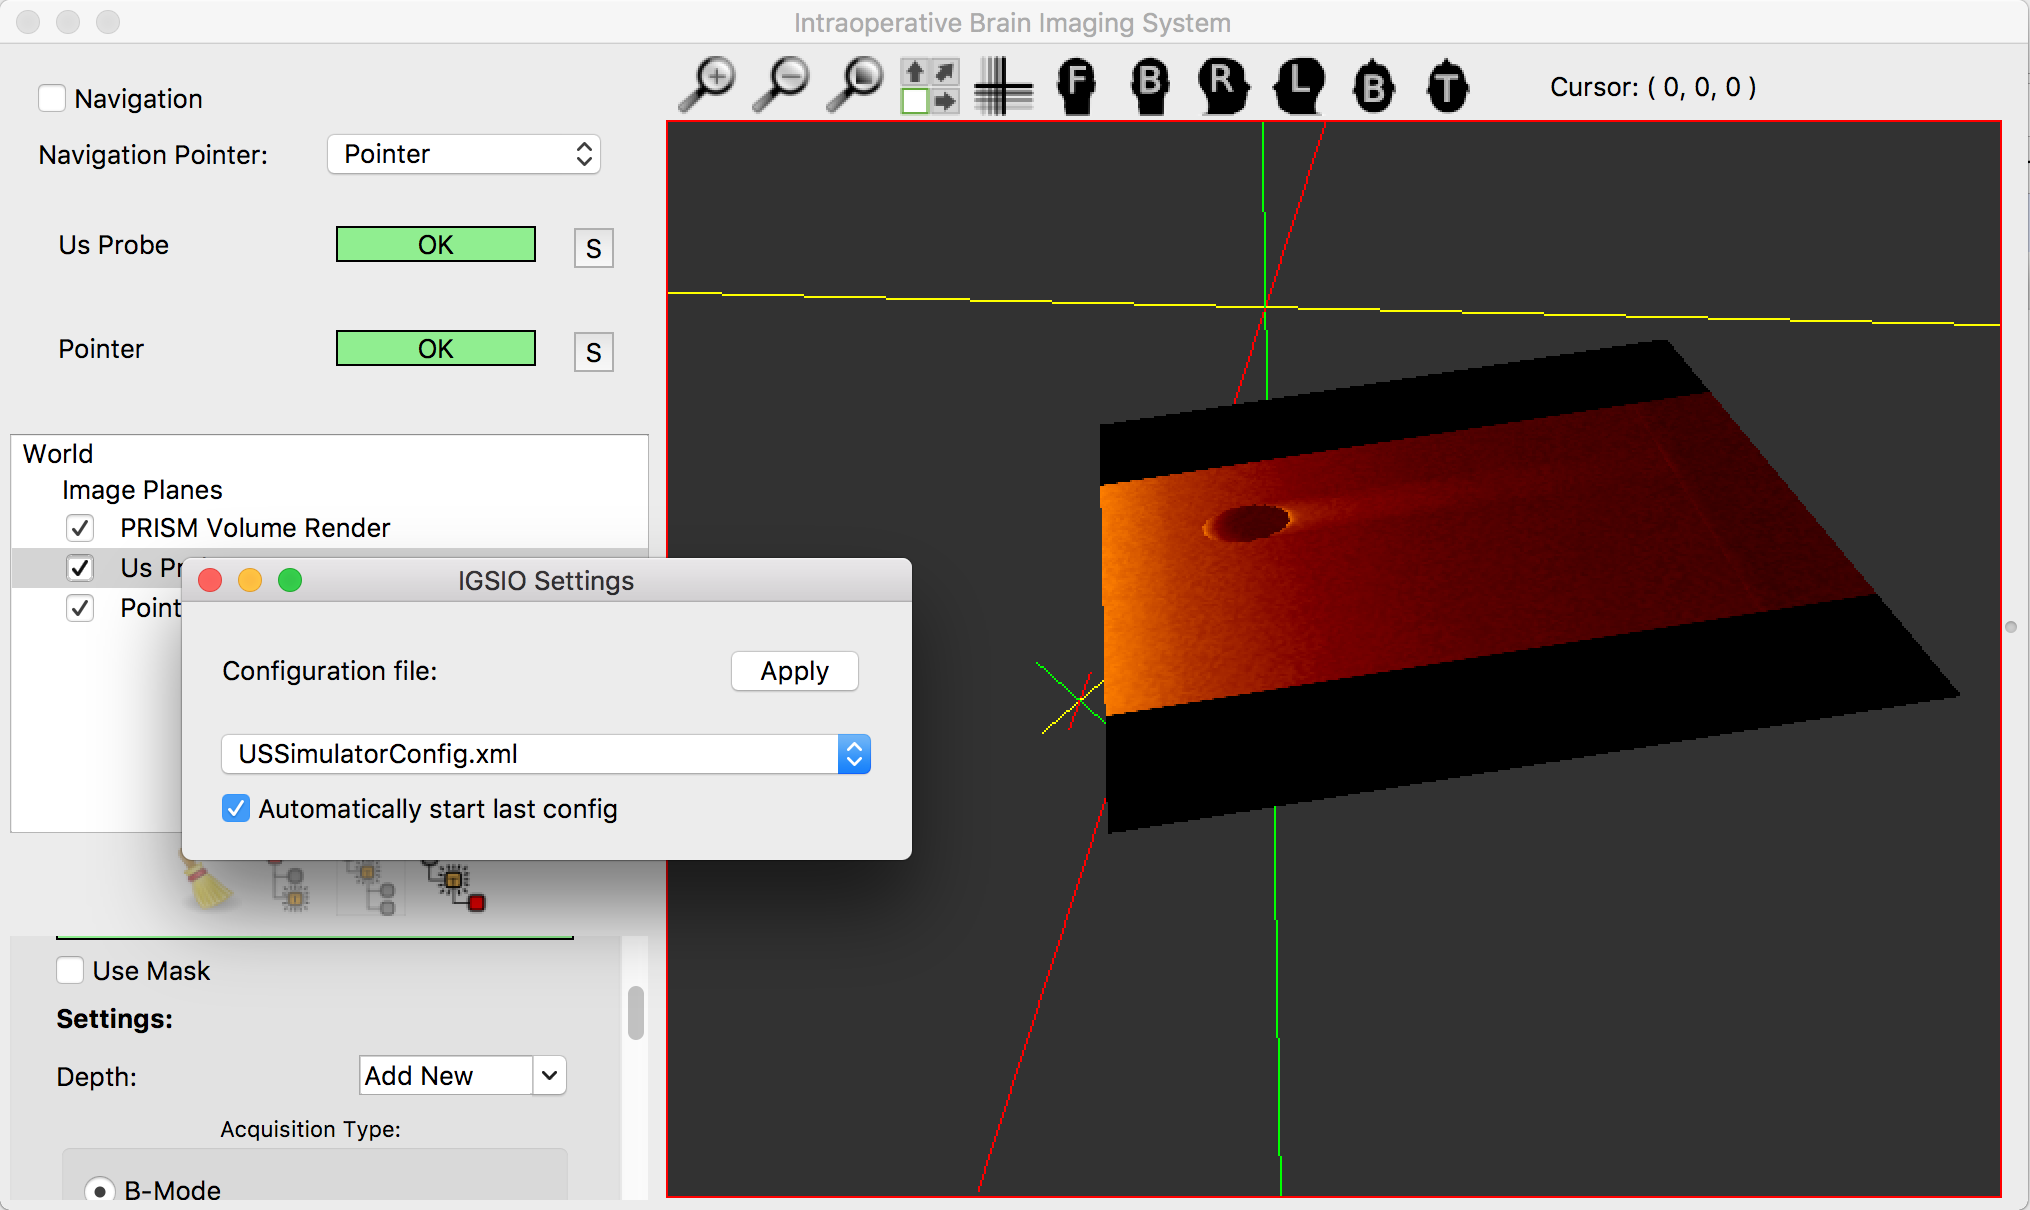 Intraoperative Brain Imaging System
Navigation
Navigation Pointer: Pointer
Us Probe OK S
Pointer OK S
F B R L B T
Cursor: ( 0, 0, 0 )
World
Image Planes
PRISM Volume Render
Us Pr
Point
IGSIO Settings
Configuration file: Apply
USSimulatorConfig.xml
Automatically start last config
Use Mask
Settings:
Depth: Add New
Acquisition Type:
B-Mode